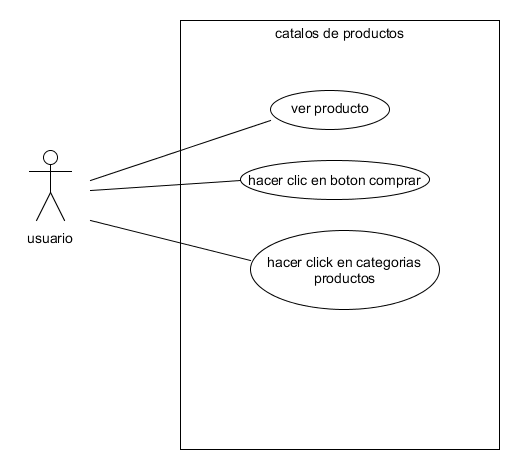 catalos de productos
ver producto
hacer clic en boton comprar
usuario
hacer click en categorias
productos